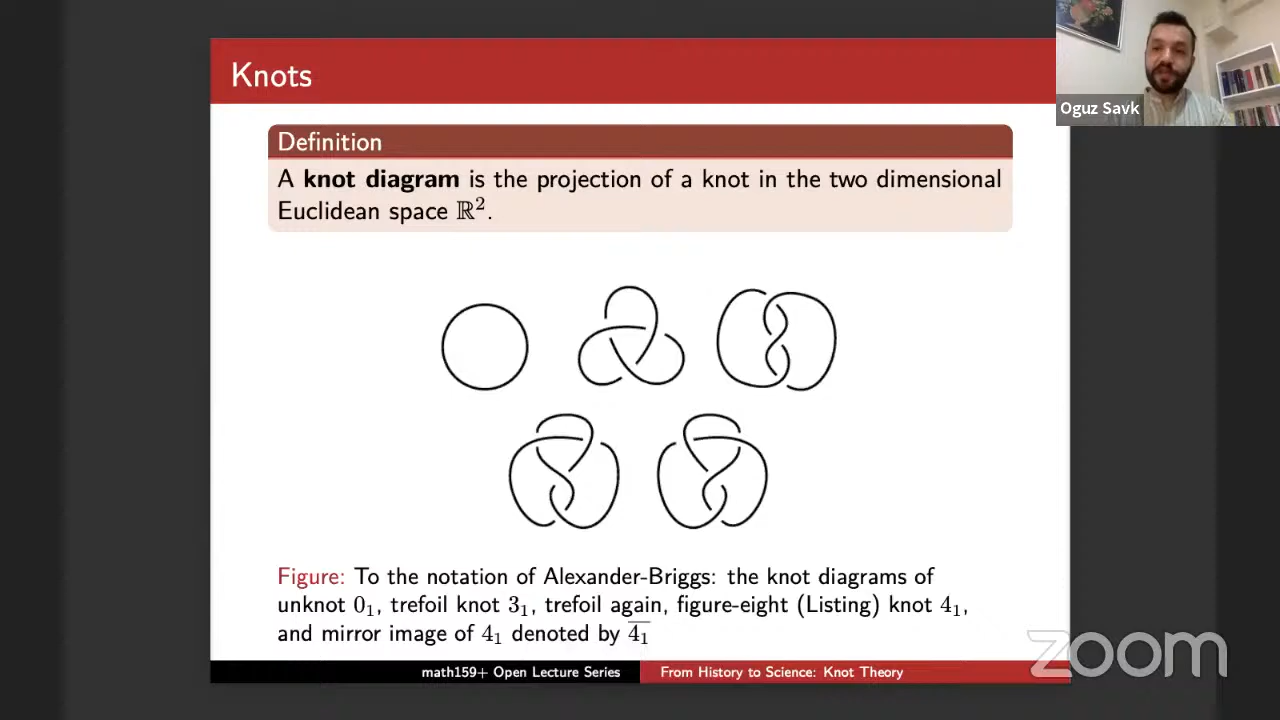 Knots
Oguz Savk
Definition
A knot diagram is the projection of a knot in the two dimensional
Euclidean space ℝ².
Figure: To the notation of Alexander-Briggs: the knot diagrams of
unknot 0₁, trefoil knot 3₁, trefoil again, figure-eight (Listing) knot 4₁,
and mirror image of 4₁ denoted by 4̅₁̅
math159+ Open Lecture Series
From History to Science: Knot Theory
zoom